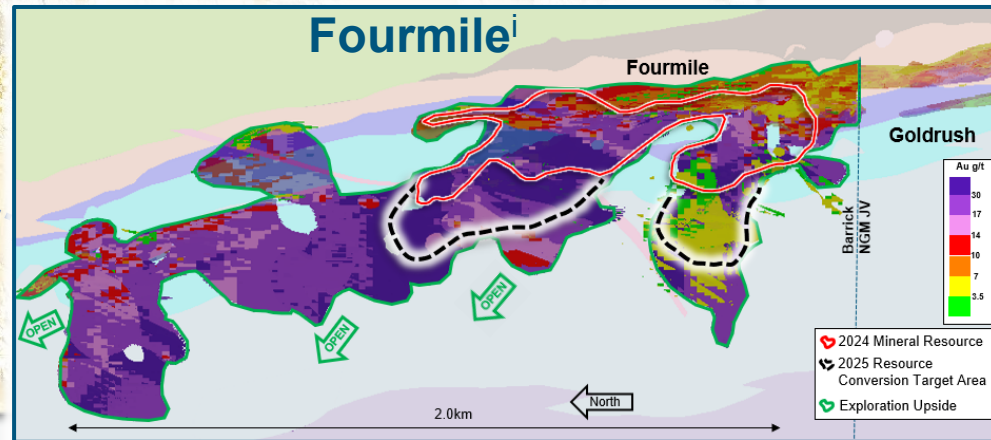 Fourmileⁱ
Fourmile
Goldrush
Barrick
NGM JV
Au g/t
30
17
14
10
7
3.5
OPEN
OPEN
OPEN
North
2.0km
2024 Mineral Resource
2025 Resource
Conversion Target Area
Exploration Upside